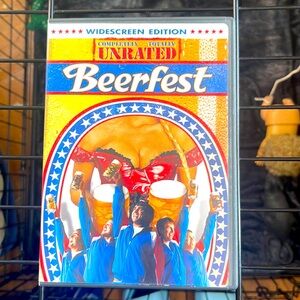 WIDESCREEN EDITION
COMPLETELY TOTALLY
UNRATED
Beerfest